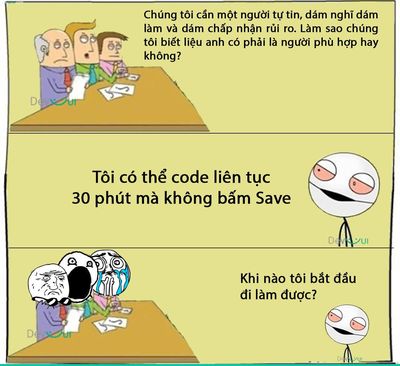 Chúng tôi cần một người tự tin, dám nghĩ dám
làm và dám chấp nhận rủi ro. Làm sao chúng
tôi biết liệu anh có phải là người phù hợp hay
không?
Tôi có thể code liên tục
30 phút mà không bấm Save
Khi nào tôi bắt đầu
đi làm được?